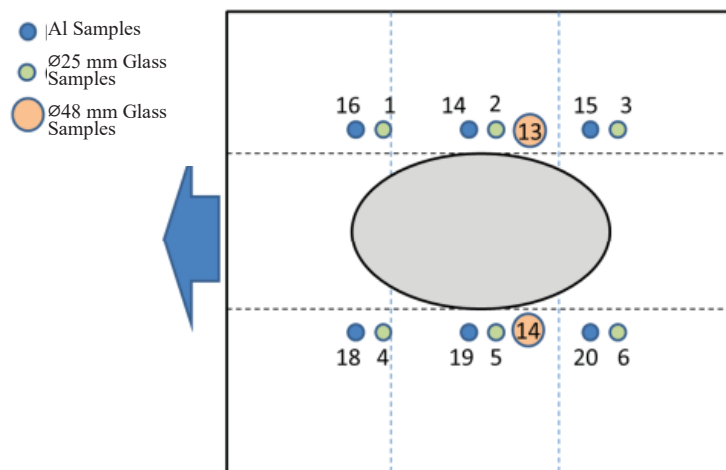 Al Samples
Ø25 mm Glass
Samples
Ø48 mm Glass
Samples
16 1 14 2 15 3
13
14
18 4 19 5 20 6